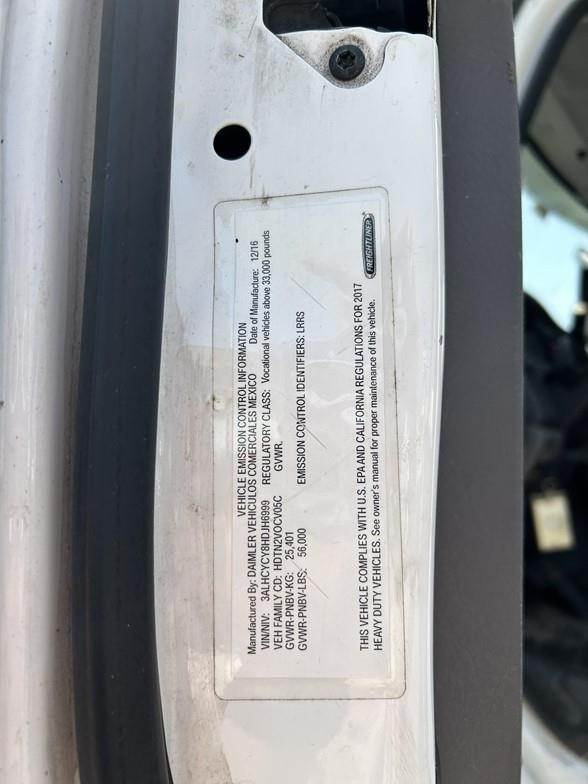 VEHICLE EMISSION CONTROL INFORMATION
Manufactured By: DAIMLER VEHICULOS COMERCIALES MEXICO Date of Manufacture: 12/16
VIN/NIV: 3ALHCYCY8HDJH6999 REGULATORY CLASS: Vocational vehicles above 33,000 pounds
VEH FAMILY CD: HDTN2VOCV05C GVWR.
GVWR-PNBV-KG: 25,401
GVWR-PNBV-LBS: 56,000 EMISSION CONTROL IDENTIFIERS: LRRS
THIS VEHICLE COMPLIES WITH U.S. EPA AND CALIFORNIA REGULATIONS FOR 2017
HEAVY DUTY VEHICLES. See owner's manual for proper maintenance of this vehicle.
FREIGHTLINER